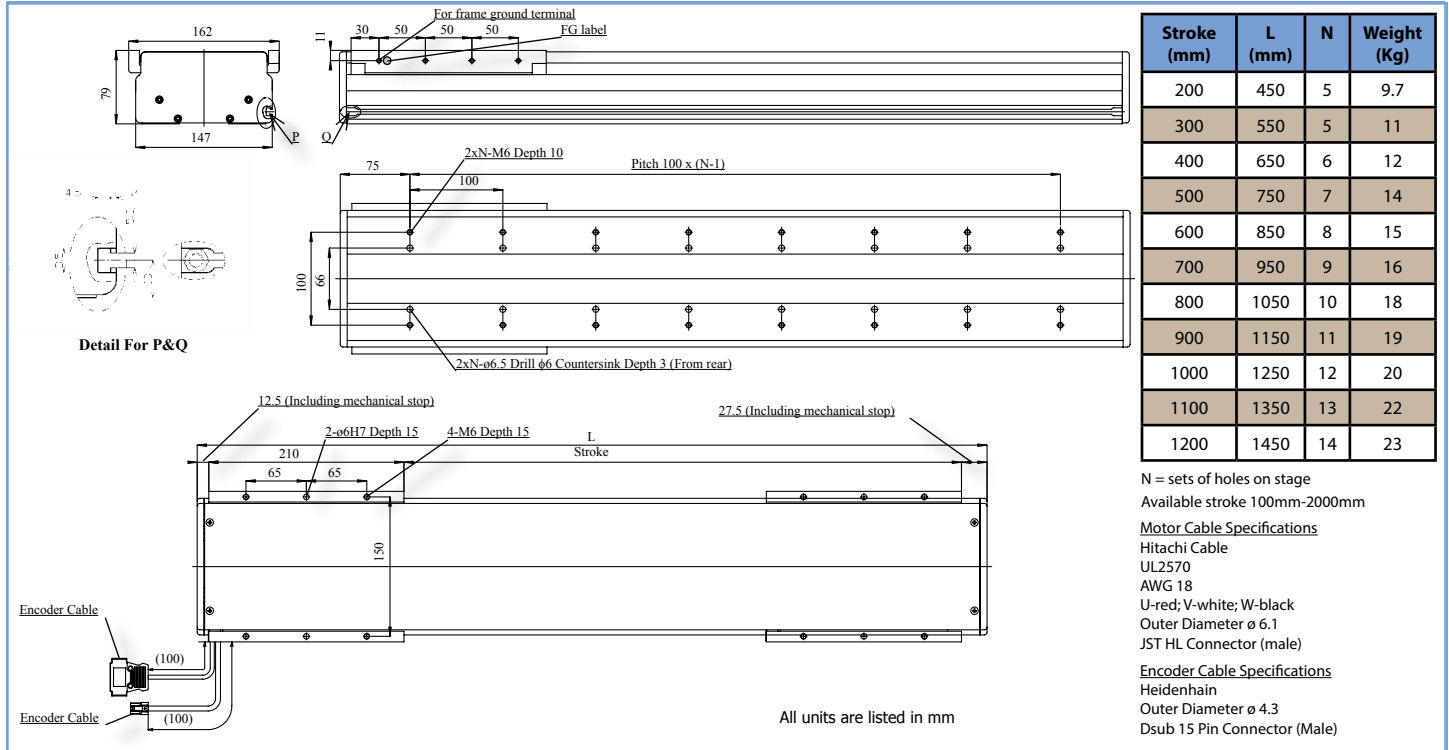 For frame ground terminal
FG label
162
11
30
50
50
50
79
147
P
Q
2xN-M6 Depth 10
Pitch 100 x (N-1)
75
100
100
66
Detail For P&Q
2xN-ø6.5 Drill ϕ6 Countersink Depth 3 (From rear)
12.5 (Including mechanical stop)
27.5 (Including mechanical stop)
2-ø6H7 Depth 15
4-M6 Depth 15
L
210
Stroke
65
65
150
Encoder Cable
(100)
Encoder Cable
(100)
All units are listed in mm
Stroke (mm) L (mm) N Weight (Kg)
200 450 5 9.7
300 550 5 11
400 650 6 12
500 750 7 14
600 850 8 15
700 950 9 16
800 1050 10 18
900 1150 11 19
1000 1250 12 20
1100 1350 13 22
1200 1450 14 23
N = sets of holes on stage
Available stroke 100mm-2000mm
Motor Cable Specifications
Hitachi Cable
UL2570
AWG 18
U-red; V-white; W-black
Outer Diameter ø 6.1
JST HL Connector (male)
Encoder Cable Specifications
Heidenhain
Outer Diameter ø 4.3
Dsub 15 Pin Connector (Male)